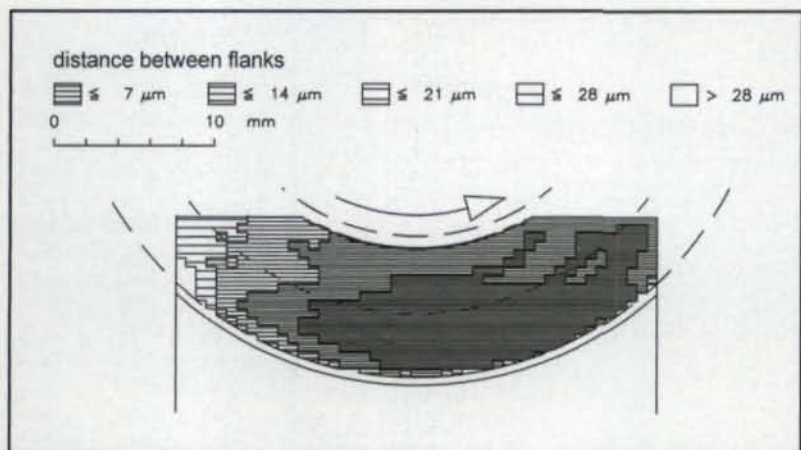 distance between flanks
≦ 7 μm ≦ 14 μm ≦ 21 μm ≦ 28 μm > 28 μm
0 10 mm